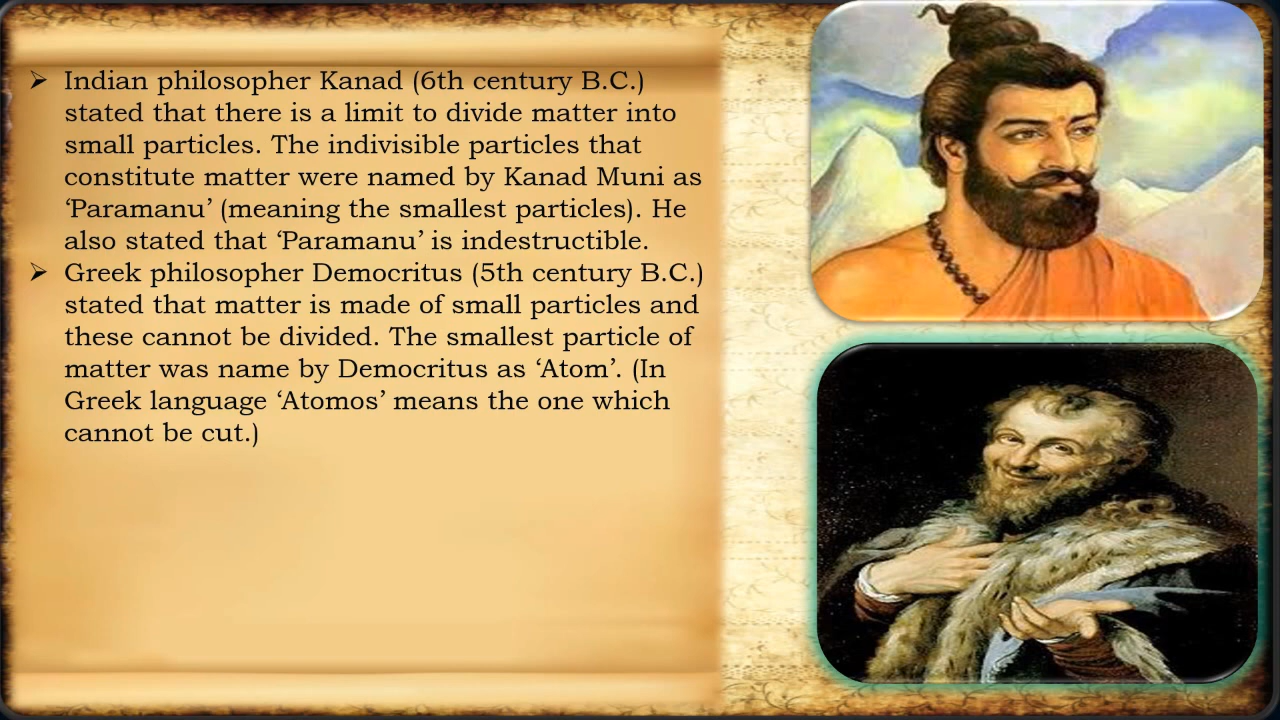 ➢ Indian philosopher Kanad (6th century B.C.)
stated that there is a limit to divide matter into
small particles. The indivisible particles that
constitute matter were named by Kanad Muni as
‘Paramanu’ (meaning the smallest particles). He
also stated that ‘Paramanu’ is indestructible.
➢ Greek philosopher Democritus (5th century B.C.)
stated that matter is made of small particles and
these cannot be divided. The smallest particle of
matter was name by Democritus as ‘Atom’. (In
Greek language ‘Atomos’ means the one which
cannot be cut.)